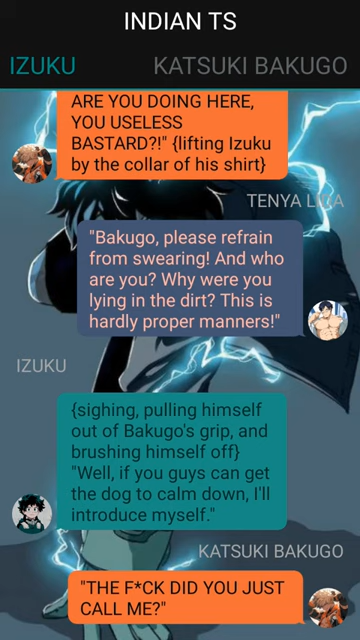 INDIAN TS
IZUKU
KATSUKI BAKUGO
ARE YOU DOING HERE,
YOU USELESS
BASTARD?!" {lifting Izuku
by the collar of his shirt}
TENYA LIDA
"Bakugo, please refrain
from swearing! And who
are you? Why were you
lying in the dirt? This is
hardly proper manners!"
IZUKU
{sighing, pulling himself
out of Bakugo's grip, and
brushing himself off}
"Well, if you guys can get
the dog to calm down, I'll
introduce myself."
KATSUKI BAKUGO
"THE F*CK DID YOU JUST
CALL ME?"